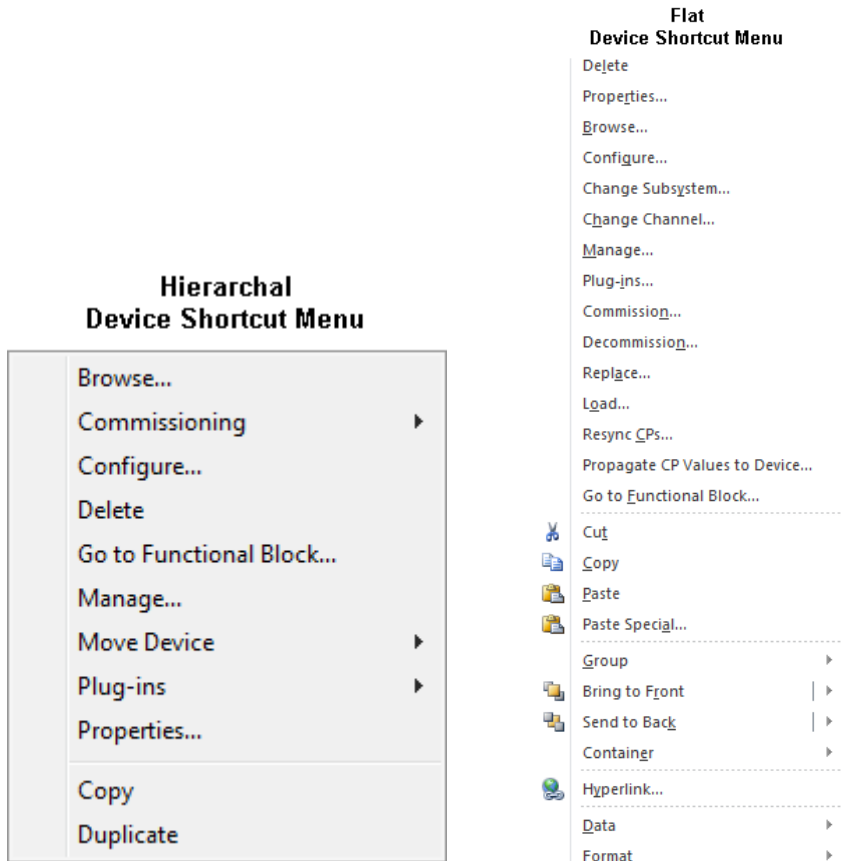 Hierarchal
Device Shortcut Menu
Browse...
Commissioning
Configure...
Delete
Go to Functional Block...
Manage...
Move Device
Plug-ins
Properties...
Copy
Duplicate
Flat
Device Shortcut Menu
Delete
Properties...
Browse...
Configure...
Change Subsystem...
Change Channel...
Manage...
Plug-ins...
Commission...
Decommission...
Replace...
Load...
Resync CPs...
Propagate CP Values to Device...
Go to Functional Block...
Cut
Copy
Paste
Paste Special...
Group
Bring to Front
Send to Back
Container
Hyperlink...
Data
Format